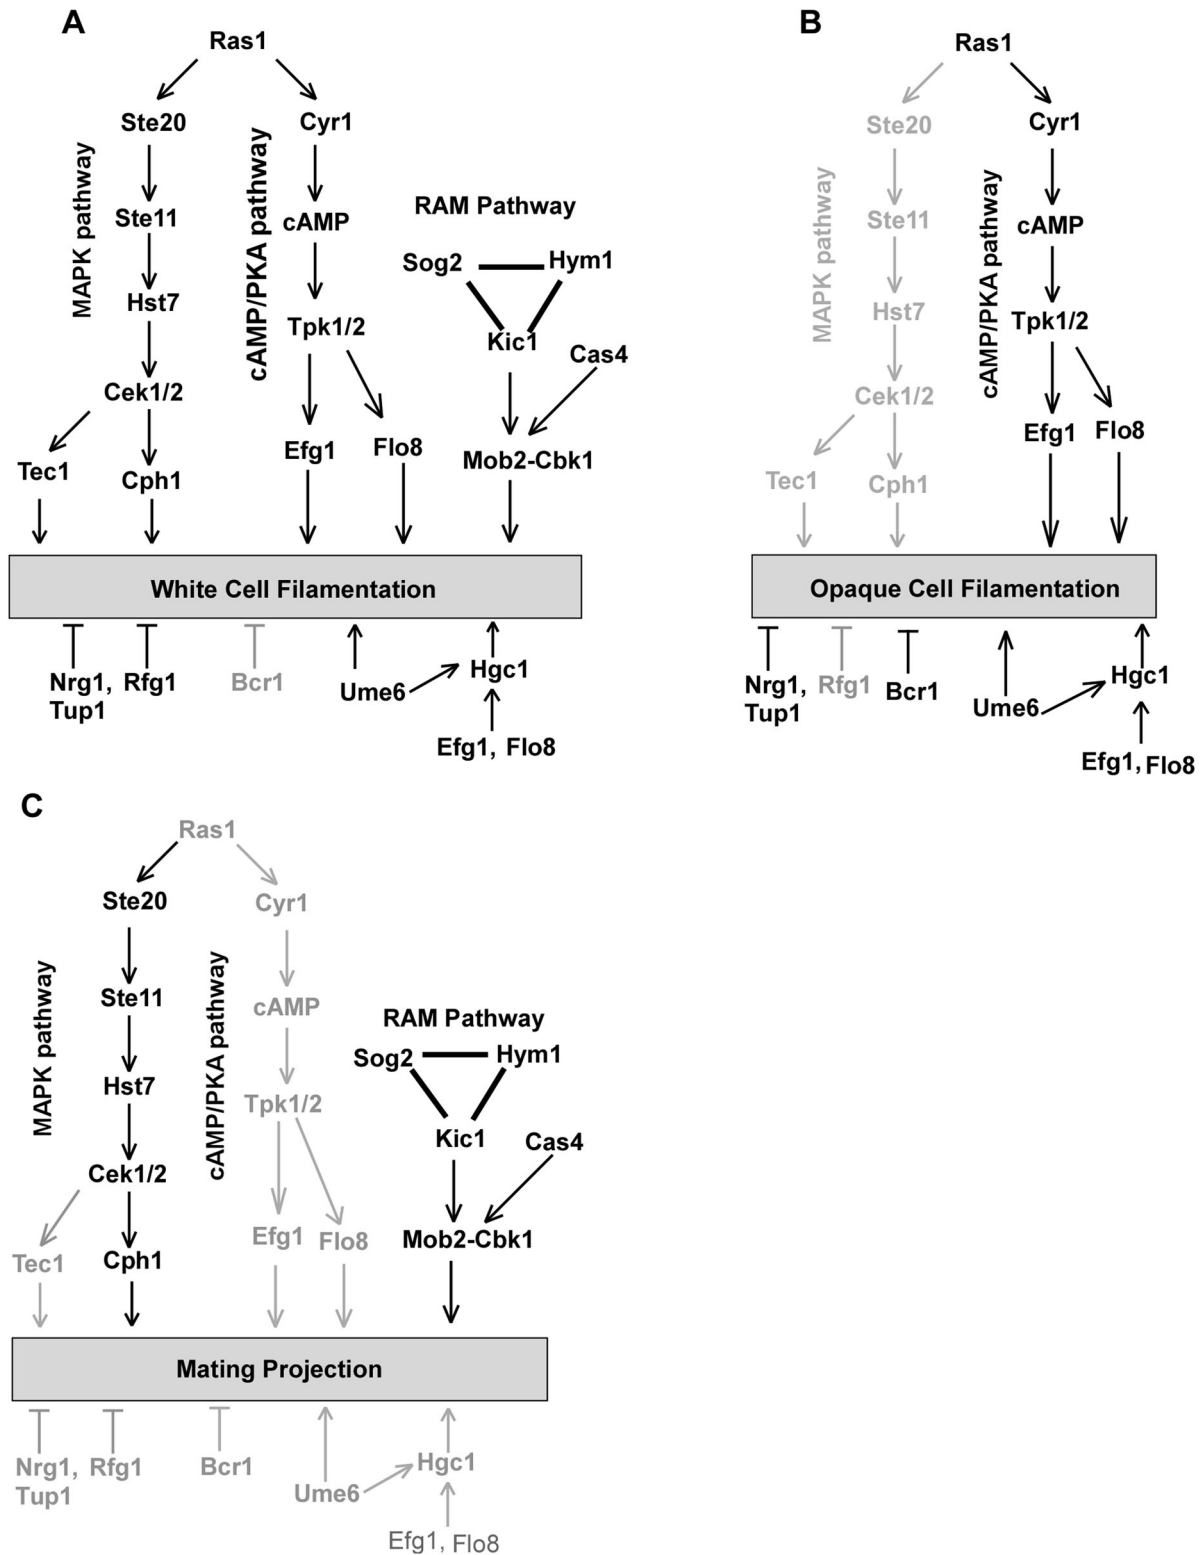 A
Ras1
Ste20
Cyr1
MAPK pathway
cAMP/PKA pathway
Ste11
cAMP
RAM Pathway
Sog2
Hym1
Hst7
Tpk1/2
Kic1
Cas4
Cek1/2
Tec1
Cph1
Efg1
Flo8
Mob2-Cbk1
White Cell Filamentation
Nrg1,
Tup1
Rfg1
Bcr1
Ume6
Hgc1
Efg1, Flo8
B
Ras1
Ste20
Cyr1
MAPK pathway
cAMP/PKA pathway
Ste11
cAMP
Hst7
Tpk1/2
Cek1/2
Tec1
Cph1
Efg1
Flo8
Opaque Cell Filamentation
Nrg1,
Tup1
Rfg1
Bcr1
Ume6
Hgc1
Efg1, Flo8
C
Ras1
Ste20
Cyr1
MAPK pathway
cAMP/PKA pathway
Ste11
cAMP
RAM Pathway
Sog2
Hym1
Hst7
Tpk1/2
Kic1
Cas4
Cek1/2
Tec1
Cph1
Efg1
Flo8
Mob2-Cbk1
Mating Projection
Nrg1,
Tup1
Rfg1
Bcr1
Ume6
Hgc1
Efg1, Flo8